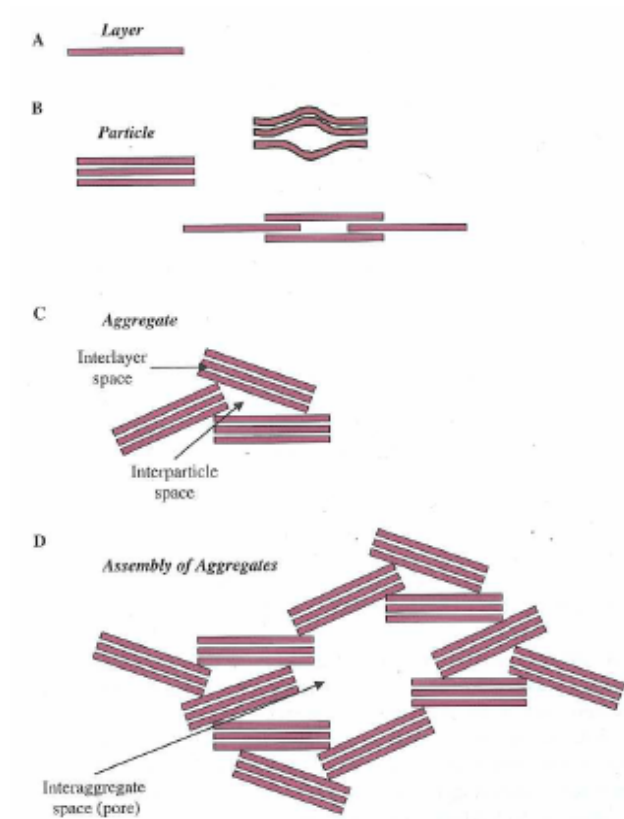 A
Layer
B
Particle
C
Aggregate
Interlayer
space
Interparticle
space
D
Assembly of Aggregates
Interaggregate
space (pore)